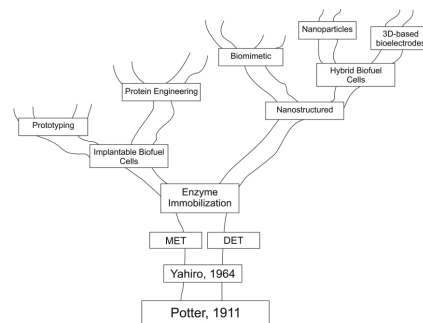 Nanoparticles
3D-based
bioelectrodes
Biomimetic
Hybrid Biofuel
Cells
Protein Engineering
Nanostructured
Prototyping
Implantable Biofuel
Cells
Enzyme
Immobilization
MET
DET
Yahiro, 1964
Potter, 1911